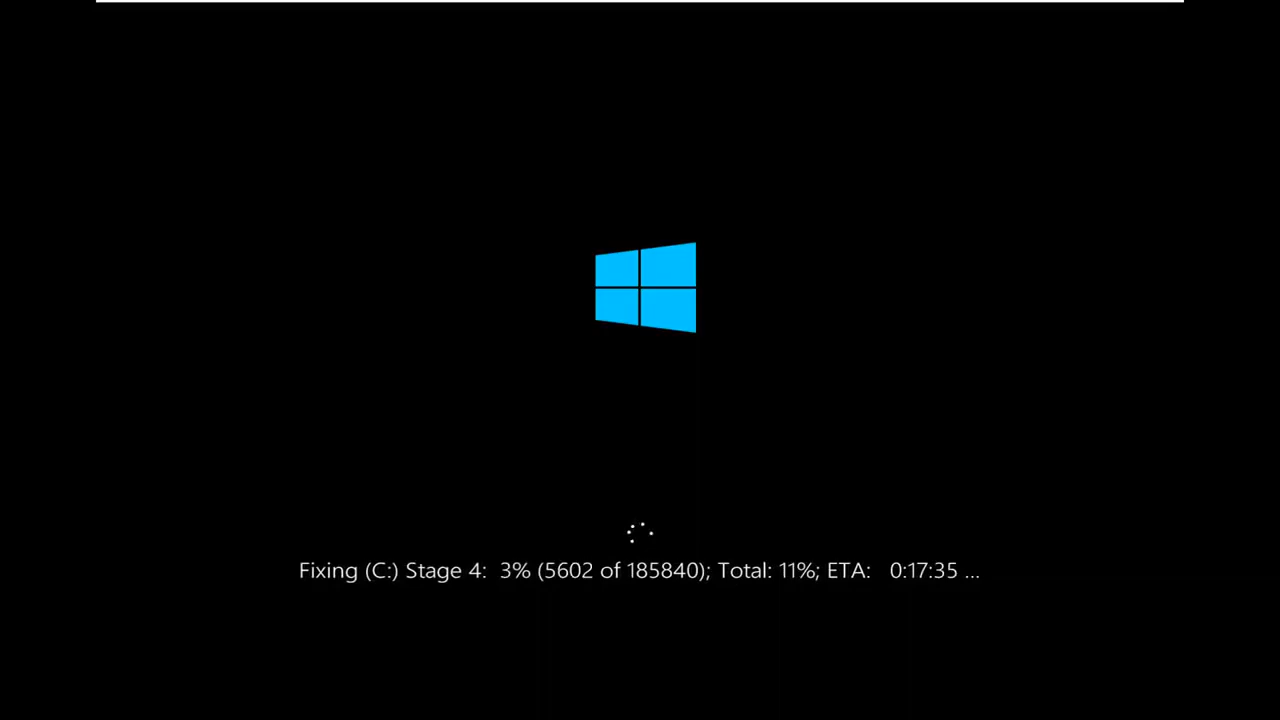 Fixing (C:) Stage 4:  3% (5602 of 185840); Total: 11%; ETA:   0:17:35 ...